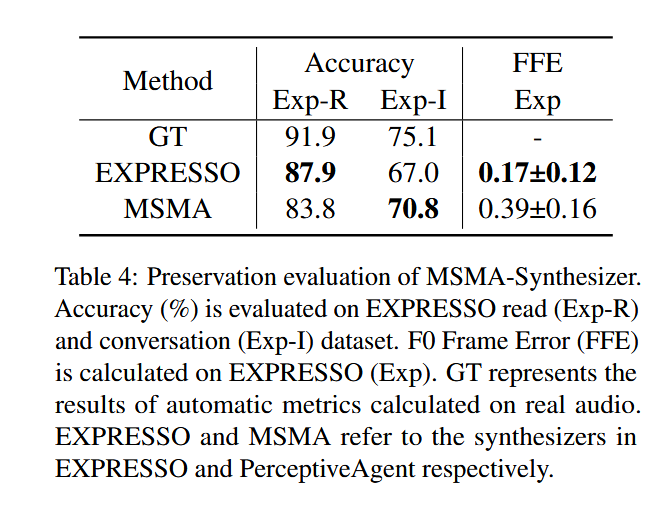 Method Accuracy FFE
Exp-R Exp-I Exp
GT 91.9 75.1 -
EXPRESSO 87.9 67.0 0.17±0.12
MSMA 83.8 70.8 0.39±0.16
Table 4: Preservation evaluation of MSMA-Synthesizer.
Accuracy (%) is evaluated on EXPRESSO read (Exp-R)
and conversation (Exp-I) dataset. F0 Frame Error (FFE)
is calculated on EXPRESSO (Exp). GT represents the
results of automatic metrics calculated on real audio.
EXPRESSO and MSMA refer to the synthesizers in
EXPRESSO and PerceptiveAgent respectively.